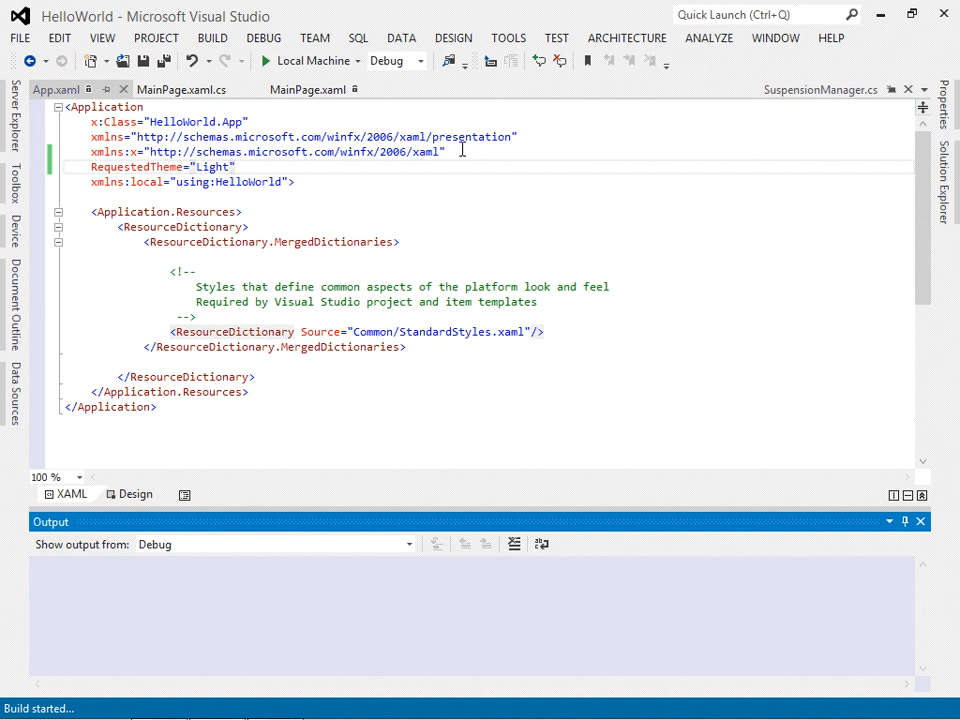 HelloWorld - Microsoft Visual Studio
Quick Launch (Ctrl+Q)
FILE EDIT VIEW PROJECT BUILD DEBUG TEAM SQL DATA DESIGN TOOLS TEST ARCHITECTURE ANALYZE WINDOW HELP
Local Machine Debug
App.xaml MainPage.xaml.cs MainPage.xaml SuspensionManager.cs
Server Explorer
Toolbox
Device
Document Outline
Data Sources
<Application
x:Class="HelloWorld.App"
xmlns="http://schemas.microsoft.com/winfx/2006/xaml/presentation"
xmlns:x="http://schemas.microsoft.com/winfx/2006/xaml"
RequestedTheme="Light"
xmlns:local="using:HelloWorld">
<Application.Resources>
<ResourceDictionary>
<ResourceDictionary.MergedDictionaries>
<!--
Styles that define common aspects of the platform look and feel
Required by Visual Studio project and item templates
-->
<ResourceDictionary Source="Common/StandardStyles.xaml"/>
</ResourceDictionary.MergedDictionaries>
</ResourceDictionary>
</Application.Resources>
</Application>
Properties
Solution Explorer
100 %
XAML Design
Output
Show output from: Debug
Build started...